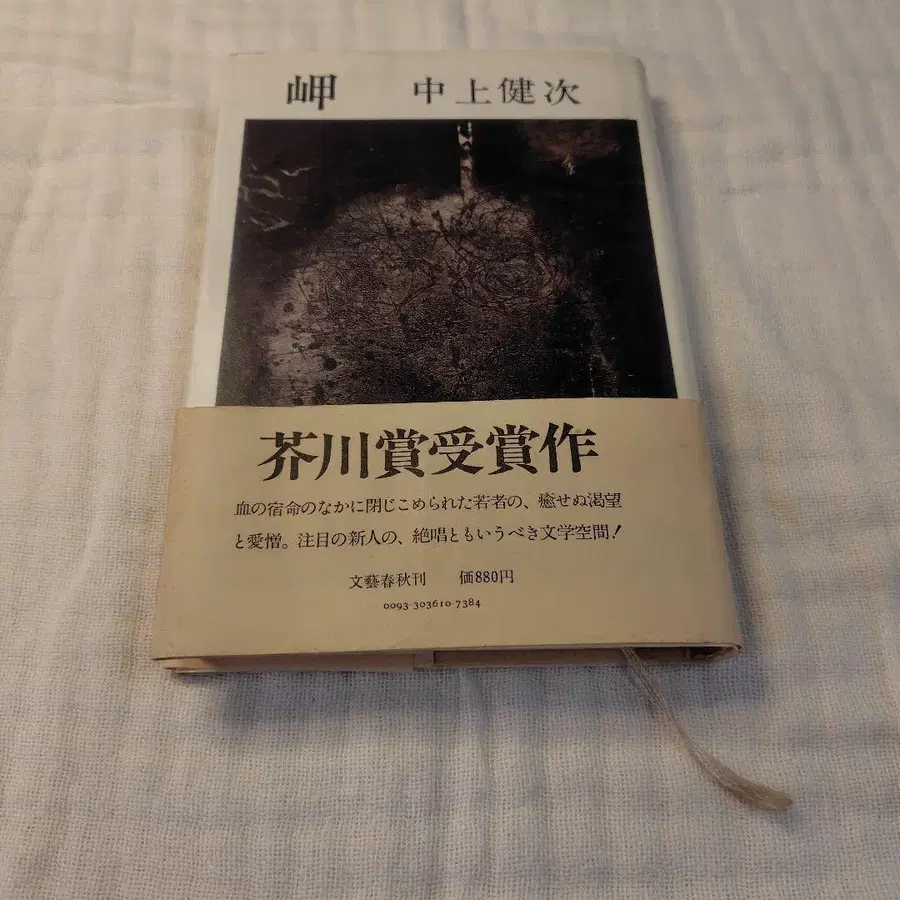 岬 中上健次
芥川賞受賞作
血の宿命のなかに閉じこめられた若者の、癒せぬ渇望
と愛憎。注目の新人の、絶唱ともいうべき文学空間!
文藝春秋刊 価880円
0093-303610-7384